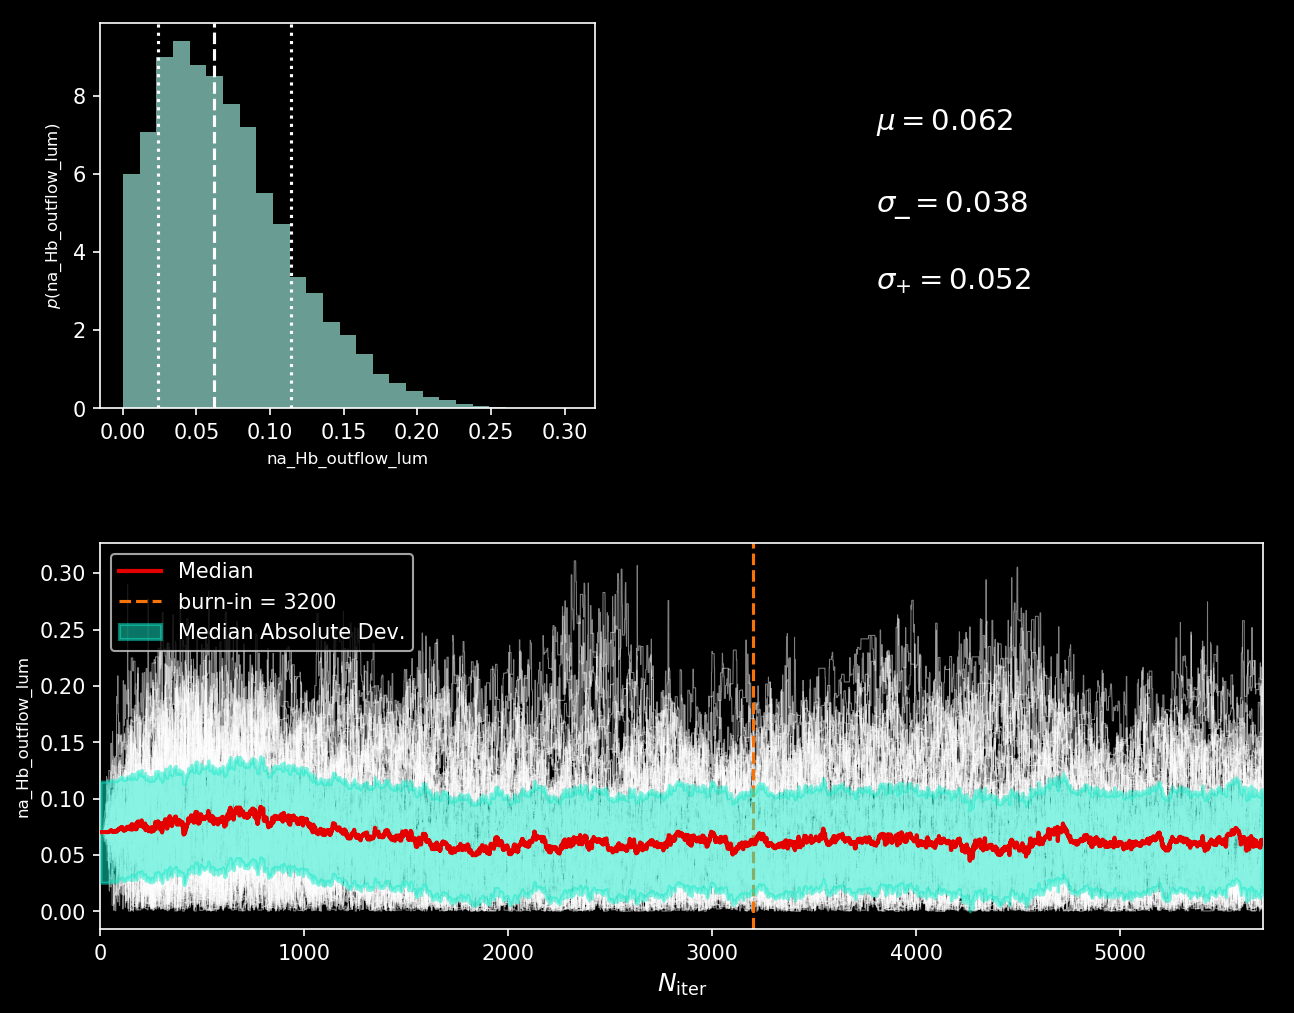 8
6
4
2
0
p(na_Hb_outflow_lum)
0.00 0.05 0.10 0.15 0.20 0.25 0.30
na_Hb_outflow_lum
μ = 0.062
σ₋ = 0.038
σ₊ = 0.052
Median
burn-in = 3200
Median Absolute Dev.
0.30
0.25
0.20
0.15
0.10
0.05
0.00
na_Hb_outflow_lum
0 1000 2000 3000 4000 5000
N_iter